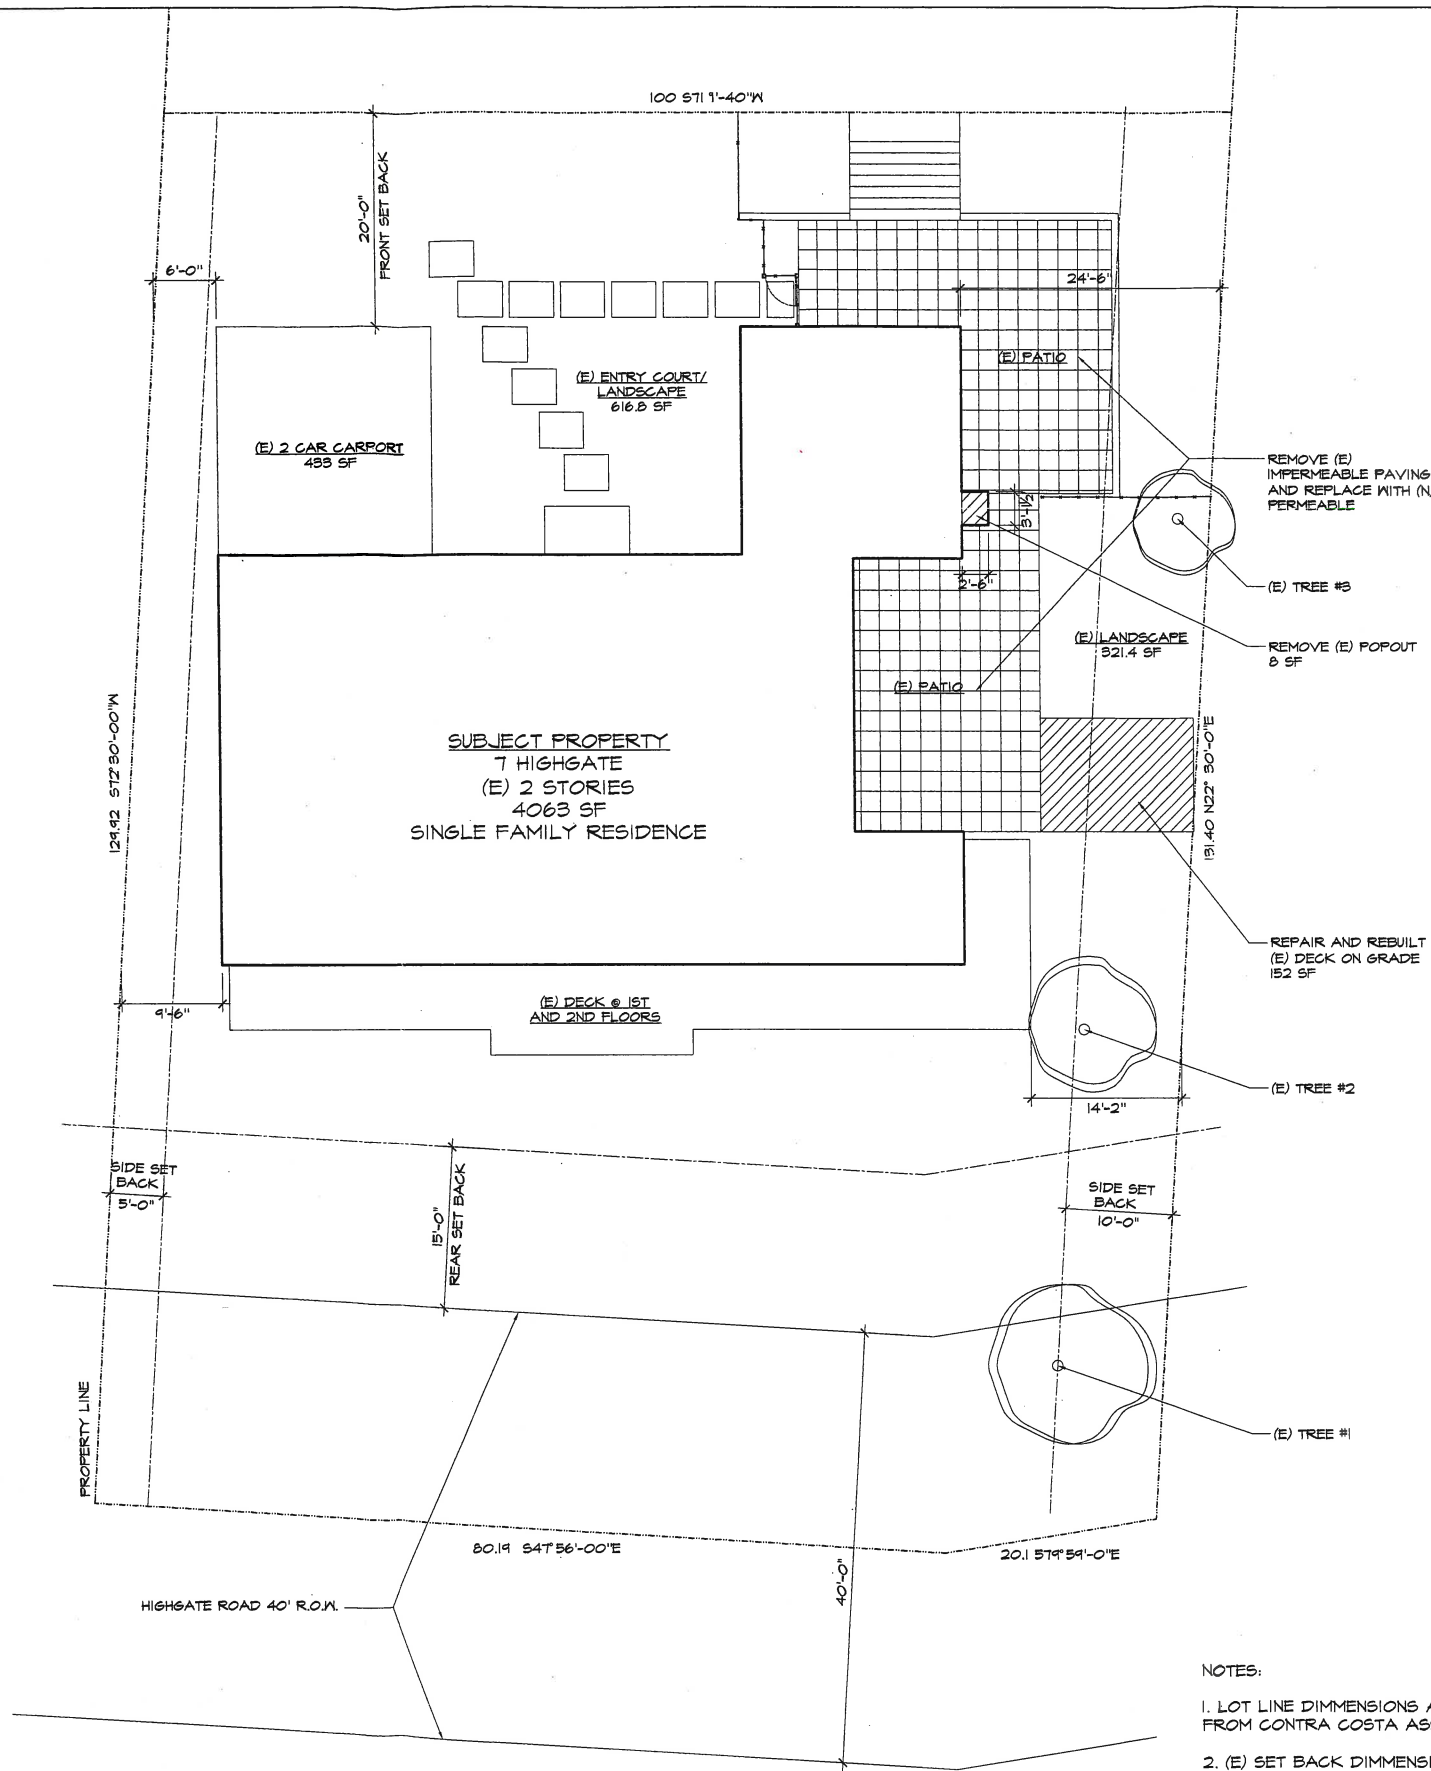 100 S71 9'-40"W
20'-0"
FRONT SET BACK
6'-0"
24'-6"
(E) PATIO
(E) ENTRY COURT/
LANDSCAPE
616.8 SF
(E) 2 CAR CARPORT
433 SF
REMOVE (E)
IMPERMEABLE PAVING
AND REPLACE WITH (N
PERMEABLE
3'-1½
2'-6"
(E) TREE #3
(E) LANDSCAPE
321.4 SF
REMOVE (E) POPOUT
8 SF
(E) PATIO
129.92 S72°30'-00"W
SUBJECT PROPERTY
7 HIGHGATE
(E) 2 STORIES
4063 SF
SINGLE FAMILY RESIDENCE
131.40 N22° 30'-0"E
REPAIR AND REBUILT
(E) DECK ON GRADE
152 SF
9'-6"
(E) DECK @ 1ST
AND 2ND FLOORS
(E) TREE #2
14'-2"
SIDE SET
BACK
5'-0"
15'-0"
REAR SET BACK
SIDE SET
BACK
10'-0"
PROPERTY LINE
(E) TREE #1
80.19 S47°56'-00"E
20.1 S79°59'-0"E
40'-0"
HIGHGATE ROAD 40' R.O.W.
NOTES:
1. LOT LINE DIMMENSIONS
FROM CONTRA COSTA
2. (E) SET BACK